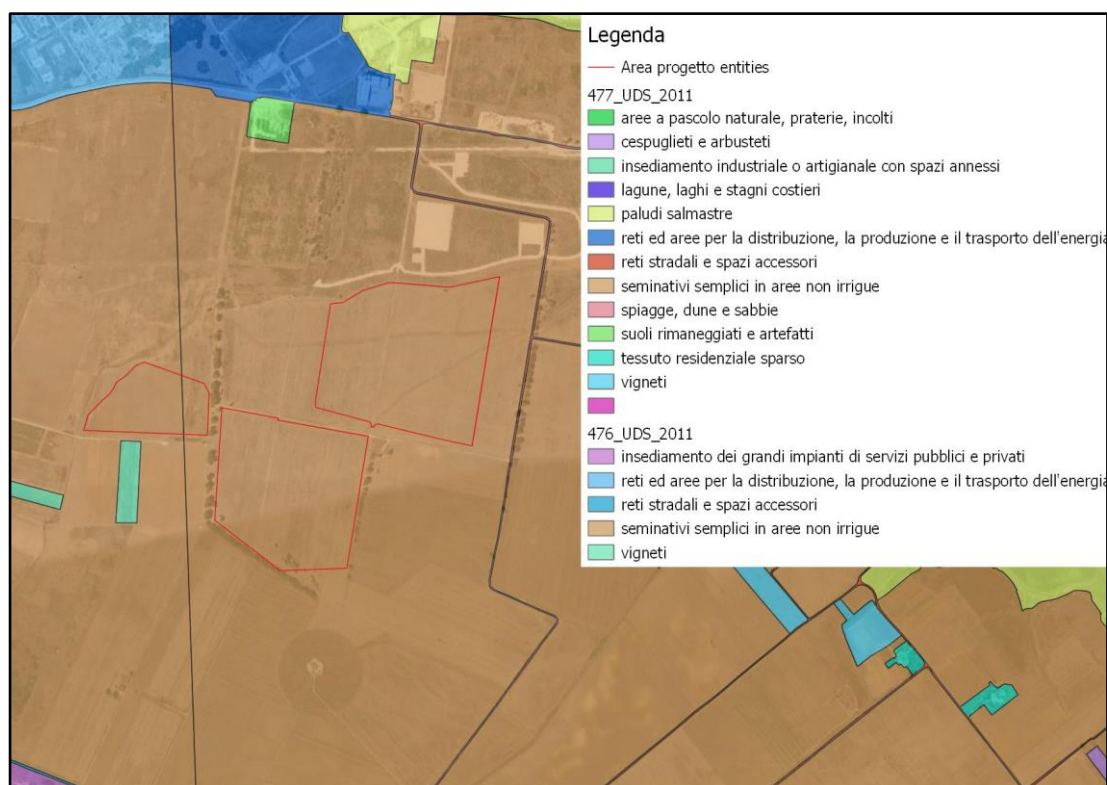 Legenda
Area progetto entities
477_UDS_2011
aree a pascolo naturale, praterie, incolti
cespuglieti e arbusteti
insediamento industriale o artigianale con spazi annessi
lagune, laghi e stagni costieri
paludi salmastre
reti ed aree per la distribuzione, la produzione e il trasporto dell'energia
reti stradali e spazi accessori
seminativi semplici in aree non irrigue
spiagge, dune e sabbie
suoli rimaneggiati e artefatti
tessuto residenziale sparso
vigneti
476_UDS_2011
insediamento dei grandi impianti di servizi pubblici e privati
reti ed aree per la distribuzione, la produzione e il trasporto dell'energia
reti stradali e spazi accessori
seminativi semplici in aree non irrigue
vigneti